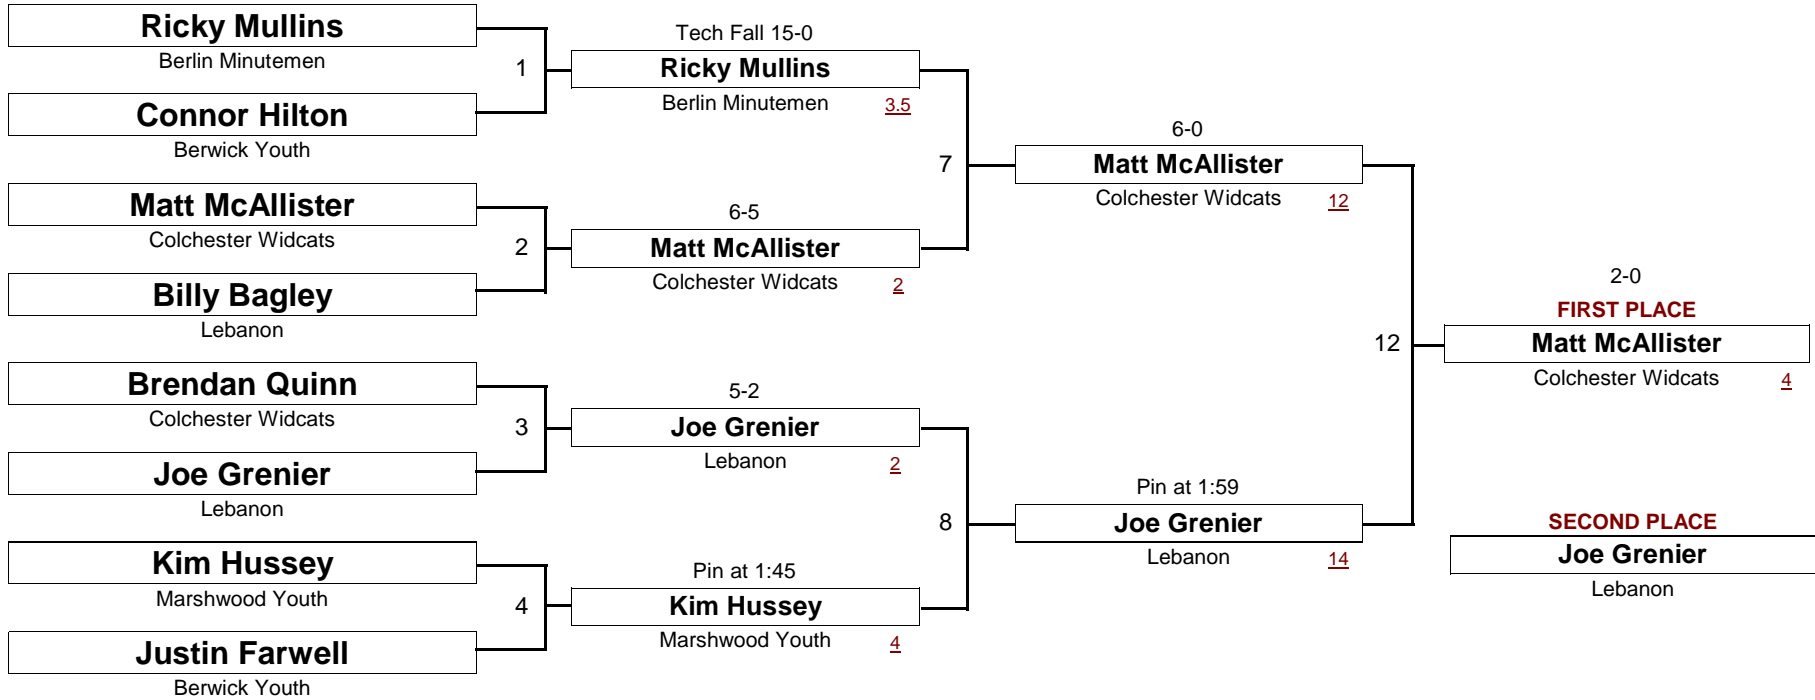 Ricky Mullins
Berlin Minutemen
1
Connor Hilton
Berwick Youth
Matt McAllister
Colchester Widcats
2
Billy Bagley
Lebanon
Brendan Quinn
Colchester Widcats
3
Joe Grenier
Lebanon
Kim Hussey
Marshwood Youth
4
Justin Farwell
Berwick Youth
Tech Fall 15-0
Ricky Mullins
Berlin Minutemen 3.5
7
6-5
Matt McAllister
Colchester Widcats 2
5-2
Joe Grenier
Lebanon 2
8
Pin at 1:45
Kim Hussey
Marshwood Youth 4
6-0
Matt McAllister
Colchester Widcats 12
12
Pin at 1:59
Joe Grenier
Lebanon 14
2-0
FIRST PLACE
Matt McAllister
Colchester Widcats 4
SECOND PLACE
Joe Grenier
Lebanon